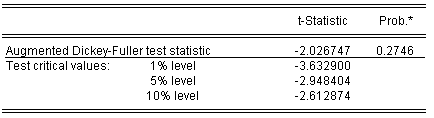 t-Statistic Prob.*
Augmented Dickey-Fuller test statistic -2.026747 0.2746
Test critical values: 1% level -3.632900
5% level -2.948404
10% level -2.612874